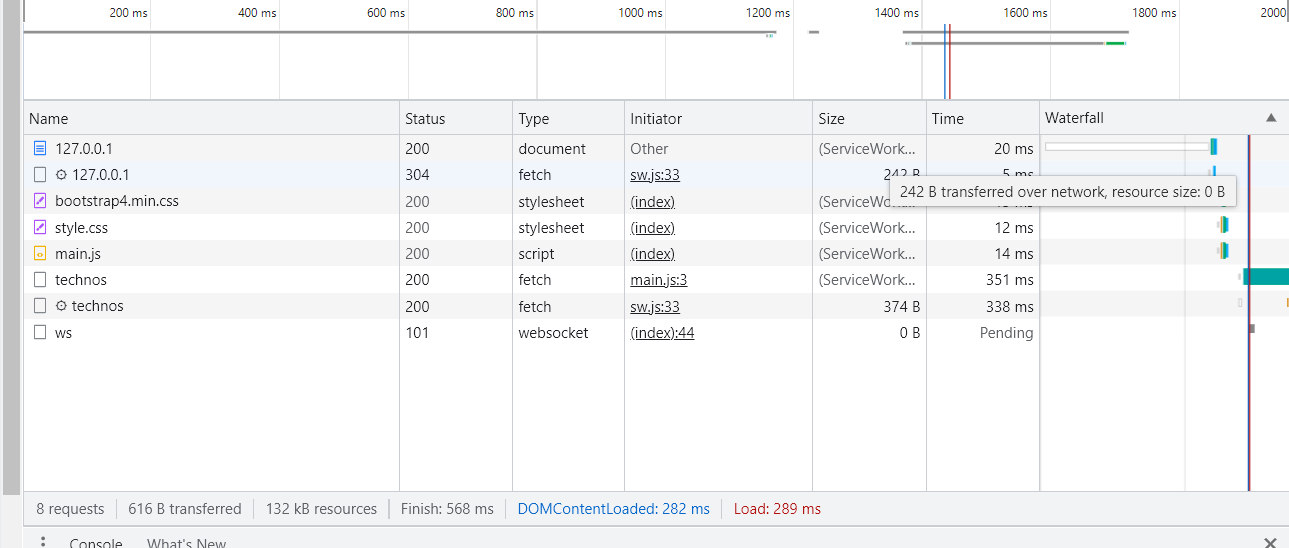 200 ms 400 ms 600 ms 800 ms 1000 ms 1200 ms 1400 ms 1600 ms 1800 ms 2000
Name Status Type Initiator Size Time Waterfall
127.0.0.1 200 document Other (ServiceWork... 20 ms
127.0.0.1 304 fetch sw.js:33 242 B 5 ms
242 B transferred over network, resource size: 0 B
bootstrap4.min.css 200 stylesheet (index) (ServiceWork...
style.css 200 stylesheet (index) (ServiceWork... 12 ms
main.js 200 script (index) (ServiceWork... 14 ms
technos 200 fetch main.js:3 (ServiceWork... 351 ms
technos 200 fetch sw.js:33 374 B 338 ms
ws 101 websocket (index):44 0 B Pending
8 requests 616 B transferred 132 kB resources Finish: 568 ms DOMContentLoaded: 282 ms Load: 289 ms
Console What's New